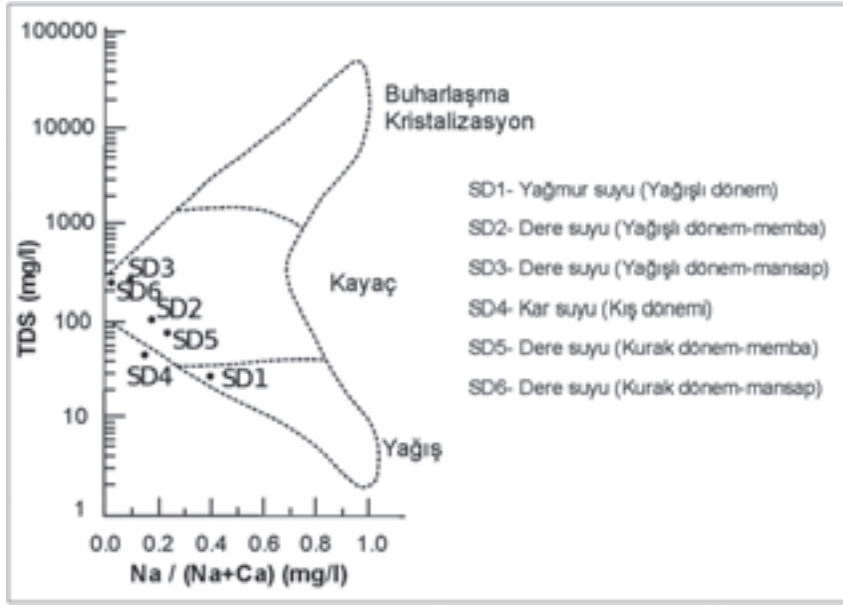 100000
10000
1000
100
10
1
TDS (mg/l)
0.0 0.2 0.4 0.6 0.8 1.0
Na / (Na+Ca) (mg/l)
Buharlaşma
Kristalizasyon
Kayaç
Yağış
SD3
SD6
SD2
SD5
SD4
SD1
SD1- Yağmur suyu (Yağışlı dönem)
SD2- Dere suyu (Yağışlı dönem-memba)
SD3- Dere suyu (Yağışlı dönem-mansap)
SD4- Kar suyu (Kış dönemi)
SD5- Dere suyu (Kurak dönem-memba)
SD6- Dere suyu (Kurak dönem-mansap)